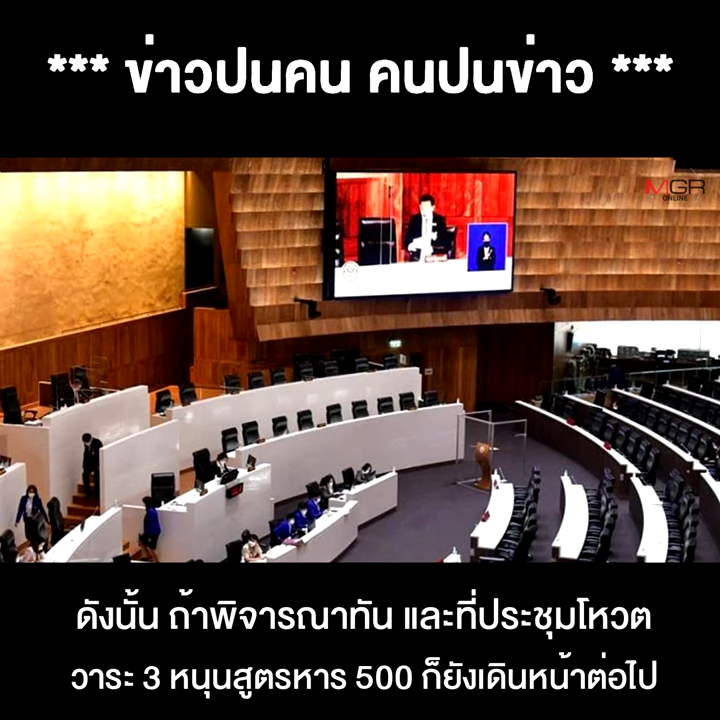 *** ข่าวปนคน คนปนข่าว ***
MGR
ONLINE
ดังนั้น ถ้าพิจารณาทัน และที่ประชุมโหวต
วาระ 3 หนุนสูตรหาร 500 ก็ยังเดินหน้าต่อไป